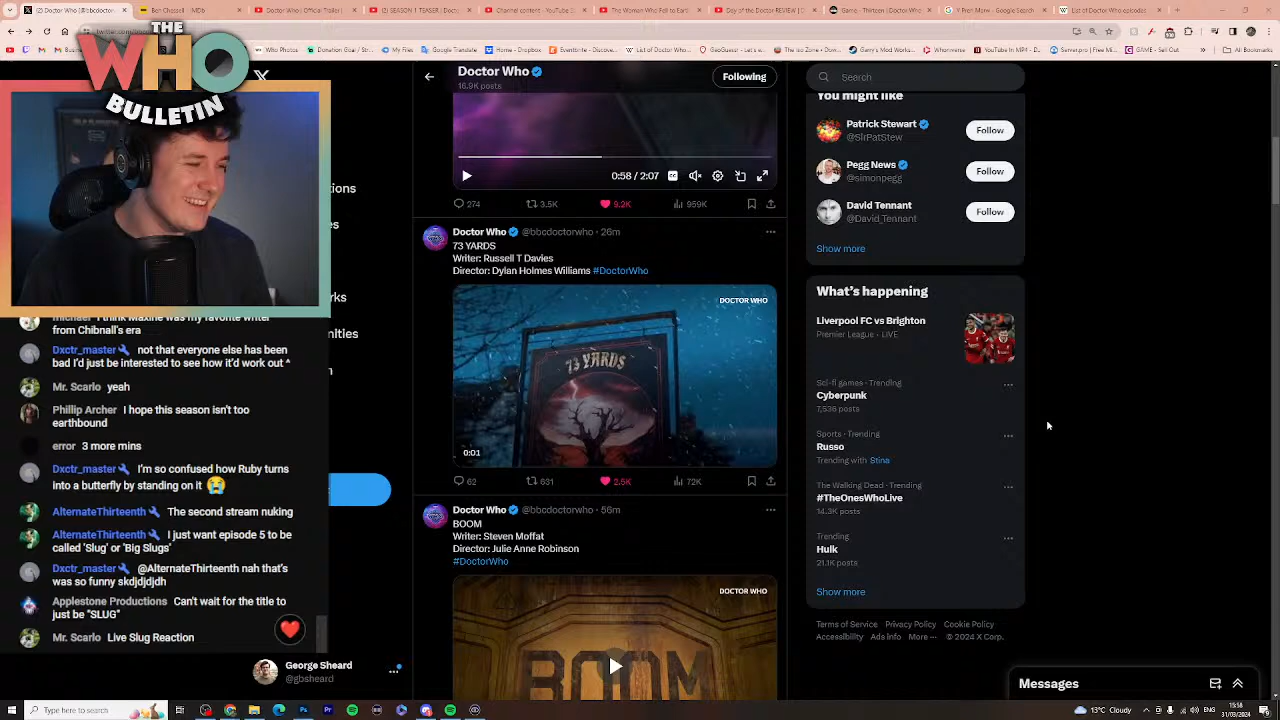 THE
WHO
BULLETIN
Doctor Who
16.9K posts
Following
0:58 / 2:07
274
3.5K
9.2K
959K
Doctor Who @bbcdoctorwho · 26m
73 YARDS
Writer: Russell T Davies
Director: Dylan Holmes Williams #DoctorWho
DOCTOR WHO
73 YARDS
0:01
62
631
2.5K
72K
Doctor Who @bbcdoctorwho · 56m
BOOM
Writer: Steven Moffat
Director: Julie Anne Robinson
#DoctorWho
DOCTOR WHO
BOOM
Search
You might like
Patrick Stewart
@SirPatStew
Follow
Pegg News
@simonpegg
Follow
David Tennant
@David_Tennant
Follow
Show more
What's happening
Liverpool FC vs Brighton
Premier League · LIVE
Sci-fi games · Trending
Cyberpunk
7,536 posts
Sports · Trending
Russo
Trending with Stina
The Walking Dead · Trending
#TheOnesWhoLive
14.3K posts
Trending
Hulk
21.1K posts
Show more
Terms of Service Privacy Policy Cookie Policy
Accessibility Ads info More ··· © 2024 X Corp.
Messages
from Chibnall's era
Dxctr_master not that everyone else has been
bad I'd just be interested to see how it'd work out ^
Mr. Scarlo yeah
Phillip Archer I hope this season isn't too
earthbound
error 3 more mins
Dxctr_master I'm so confused how Ruby turns
into a butterfly by standing on it 😭
AlternateThirteenth The second stream nuking
AlternateThirteenth I just want episode 5 to be
called 'Slug' or 'Big Slugs'
Dxctr_master @AlternateThirteenth nah that's
was so funny skdjdjdjh
Applestone Productions Can't wait for the title to
just be "SLUG"
Mr. Scarlo Live Slug Reaction
George Sheard
@gbsheard
Type here to search
13°C Cloudy
13:58
31/03/2024